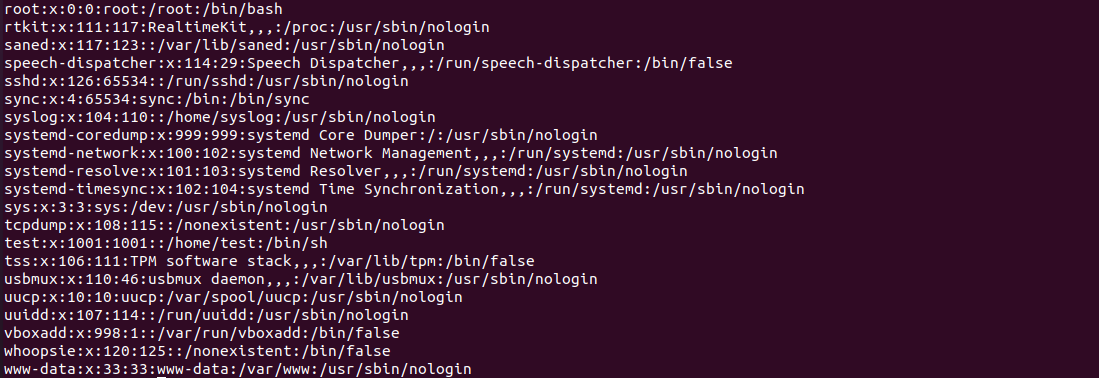 root:x:0:0:root:/root:/bin/bash
rtkit:x:111:117:RealtimeKit,,,:/proc:/usr/sbin/nologin
saned:x:117:123::/var/lib/saned:/usr/sbin/nologin
speech-dispatcher:x:114:29:Speech Dispatcher,,,:/run/speech-dispatcher:/bin/false
sshd:x:126:65534::/run/sshd:/usr/sbin/nologin
sync:x:4:65534:sync:/bin:/bin/sync
syslog:x:104:110::/home/syslog:/usr/sbin/nologin
systemd-coredump:x:999:999:systemd Core Dumper:/:/usr/sbin/nologin
systemd-network:x:100:102:systemd Network Management,,,:/run/systemd:/usr/sbin/nologin
systemd-resolve:x:101:103:systemd Resolver,,,:/run/systemd:/usr/sbin/nologin
systemd-timesync:x:102:104:systemd Time Synchronization,,,:/run/systemd:/usr/sbin/nologin
sys:x:3:3:sys:/dev:/usr/sbin/nologin
tcpdump:x:108:115::/nonexistent:/usr/sbin/nologin
test:x:1001:1001::/home/test:/bin/sh
tss:x:106:111:TPM software stack,,,:/var/lib/tpm:/bin/false
usbmux:x:110:46:usbmux daemon,,,:/var/lib/usbmux:/usr/sbin/nologin
uucp:x:10:10:uucp:/var/spool/uucp:/usr/sbin/nologin
uuidd:x:107:114::/run/uuidd:/usr/sbin/nologin
vboxadd:x:998:1::/var/run/vboxadd:/bin/false
whoopsie:x:120:125::/nonexistent:/bin/false
www-data:x:33:33:www-data:/var/www:/usr/sbin/nologin